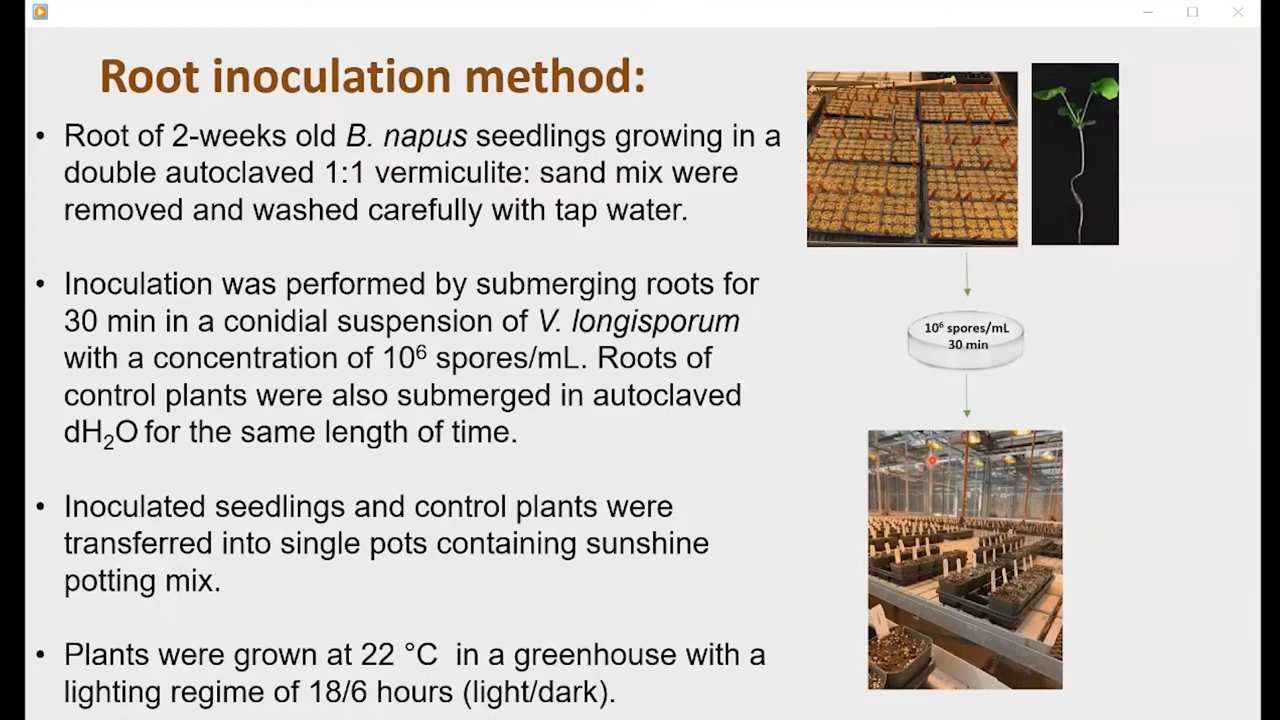 Root inoculation method:
• Root of 2-weeks old B. napus seedlings growing in a
double autoclaved 1:1 vermiculite: sand mix were
removed and washed carefully with tap water.
• Inoculation was performed by submerging roots for
30 min in a conidial suspension of V. longisporum
with a concentration of 10⁶ spores/mL. Roots of
control plants were also submerged in autoclaved
dH₂O for the same length of time.
• Inoculated seedlings and control plants were
transferred into single pots containing sunshine
potting mix.
• Plants were grown at 22 °C in a greenhouse with a
lighting regime of 18/6 hours (light/dark).
10⁶ spores/mL
30 min